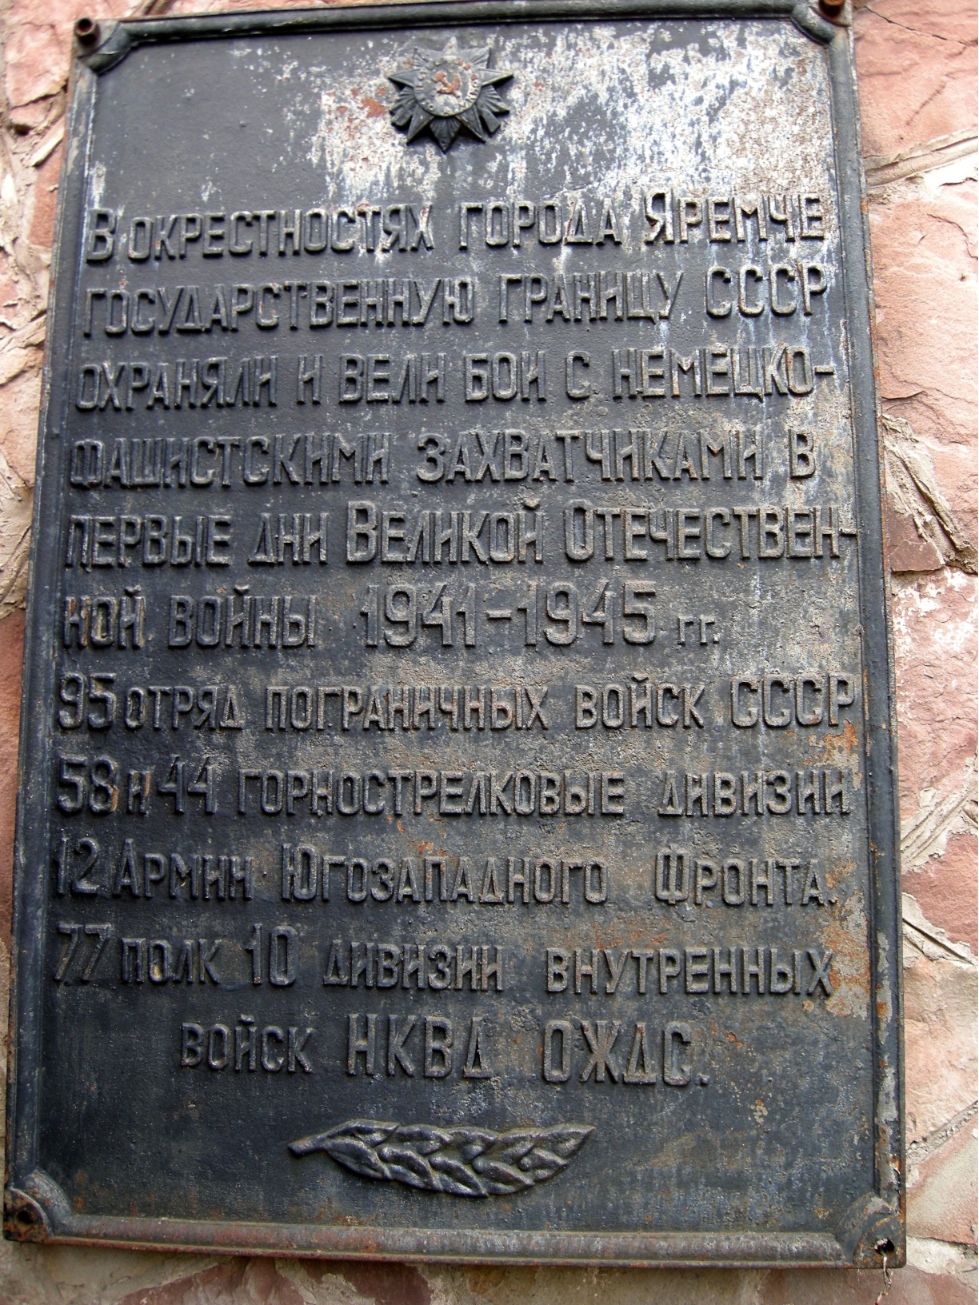 В ОКРЕСТНОСТЯХ ГОРОДА ЯРЕМЧЕ
ГОСУДАРСТВЕННУЮ ГРАНИЦУ СССР
ОХРАНЯЛИ И ВЕЛИ БОИ С НЕМЕЦКО-
ФАШИСТСКИМИ ЗАХВАТЧИКАМИ В
ПЕРВЫЕ ДНИ ВЕЛИКОЙ ОТЕЧЕСТВЕН-
НОЙ ВОЙНЫ 1941-1945 гг.
95 ОТРЯД ПОГРАНИЧНЫХ ВОЙСК СССР
58 и 44 ГОРНОСТРЕЛКОВЫЕ ДИВИЗИИ
12 АРМИИ ЮГОЗАПАДНОГО ФРОНТА.
77 ПОЛК 10 ДИВИЗИИ ВНУТРЕННЫХ
ВОЙСК НКВД ОЖДС.